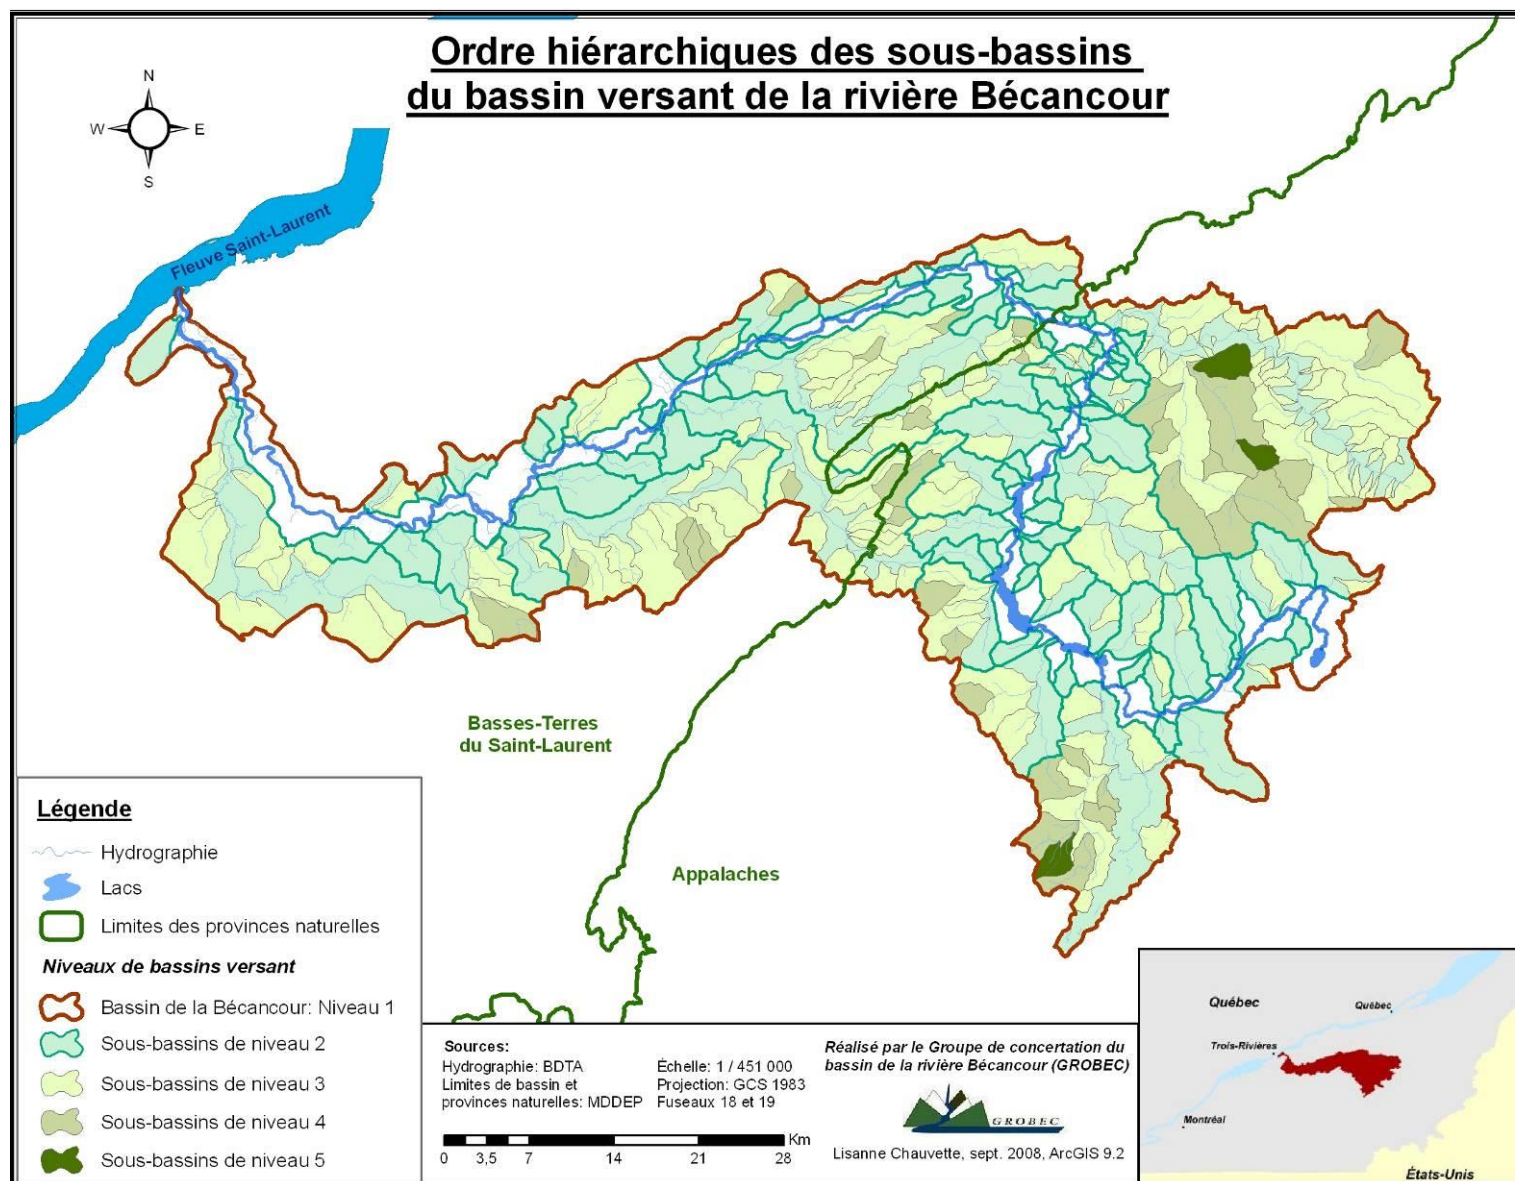 Ordre hiérarchiques des sous-bassins
du bassin versant de la rivière Bécancour
N
W
E
S
Fleuve Saint-Laurent
Basses-Terres
du Saint-Laurent
Appalaches
Légende
Hydrographie
Lacs
Limites des provinces naturelles
Niveaux de bassins versant
Bassin de la Bécancour: Niveau 1
Sous-bassins de niveau 2
Sous-bassins de niveau 3
Sous-bassins de niveau 4
Sous-bassins de niveau 5
Sources:
Hydrographie: BDTA
Limites de bassin et
provinces naturelles: MDDEP
Échelle: 1 / 451 000
Projection: GCS 1983
Fuseaux 18 et 19
Km
0 3,5 7 14 21 28
Réalisé par le Groupe de concertation du
bassin de la rivière Bécancour (GROBEC)
GROBEC
Lisanne Chauvette, sept. 2008, ArcGIS 9.2
Québec
Québec
Trois-Rivières
Montréal
États-Unis